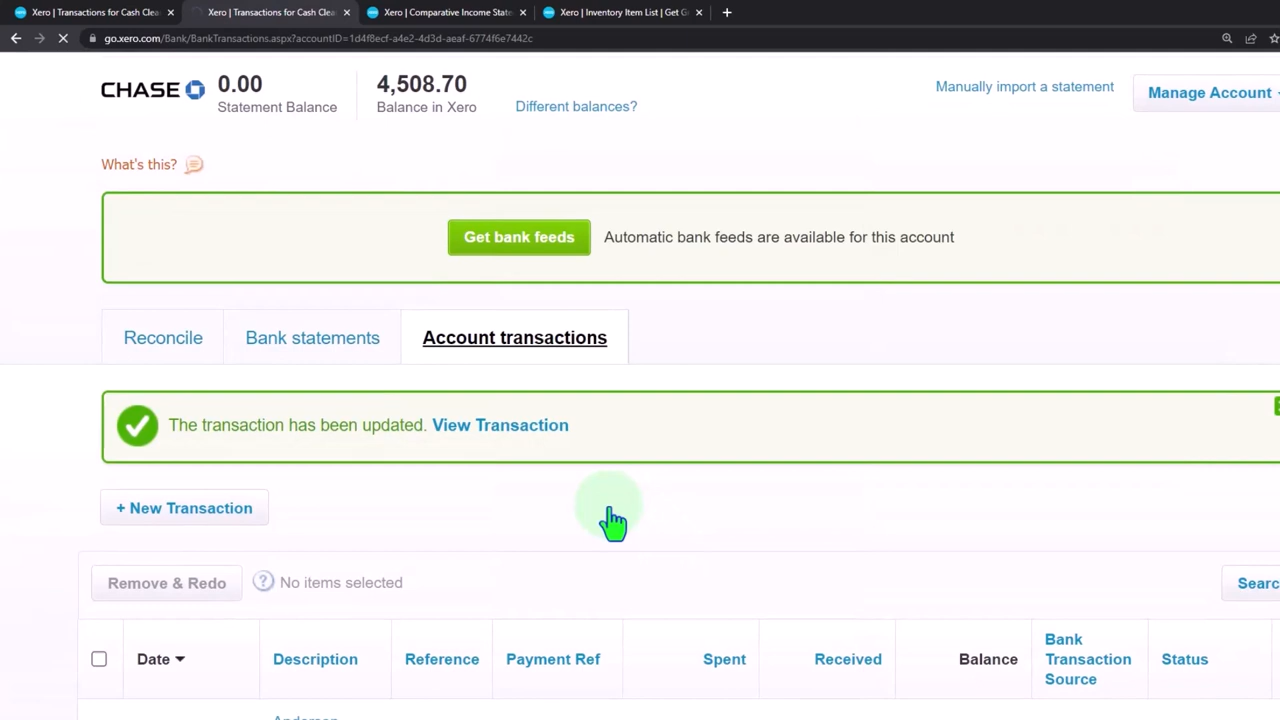 Xero | Transactions for Cash Clea
Xero | Transactions for Cash Clea
Xero | Comparative Income State
Xero | Inventory Item List | Get G
go.xero.com/Bank/BankTransactions.aspx?accountID=1d4f8ecf-a4e2-4d3d-aeaf-6774f6e7442c
CHASE
0.00
Statement Balance
4,508.70
Balance in Xero
Different balances?
Manually import a statement
Manage Account
What's this?
Get bank feeds
Automatic bank feeds are available for this account
Reconcile
Bank statements
Account transactions
The transaction has been updated. View Transaction
+ New Transaction
Remove & Redo
? No items selected
Searc
Date
Description
Reference
Payment Ref
Spent
Received
Balance
Bank
Transaction
Source
Status
Anderson